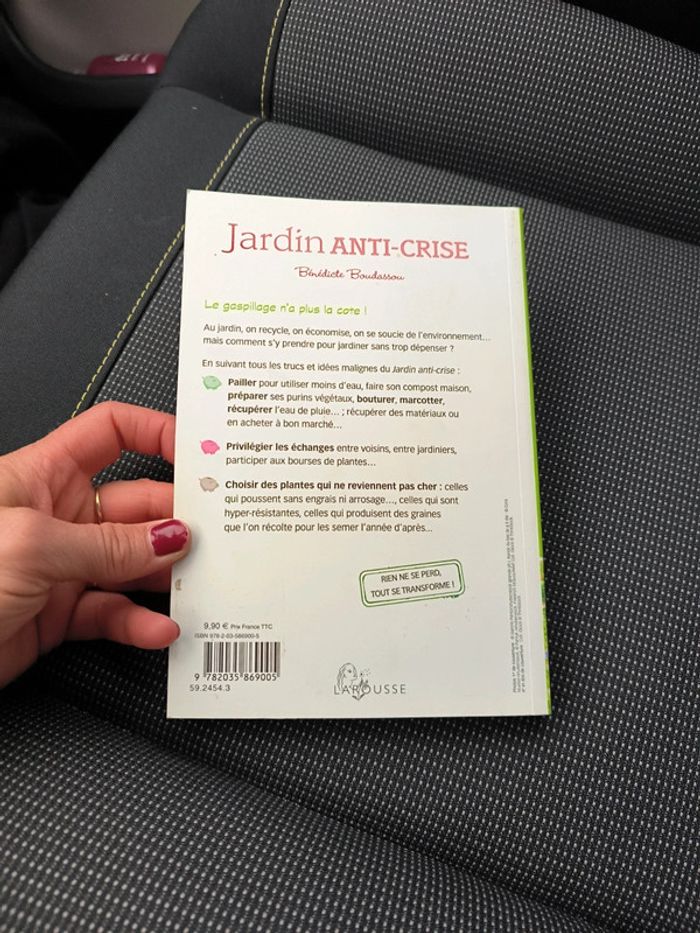 Jardin ANTI-CRISE
Bénédicte Boudassou
Le gaspillage n'a plus la cote !
Au jardin, on recycle, on économise, on se soucie de l'environnement...
mais comment s'y prendre pour jardiner sans trop dépenser ?
En suivant tous les trucs et idées malignes du Jardin anti-crise :
Pailler pour utiliser moins d'eau, faire son compost maison,
préparer ses purins végétaux, bouturer, marcotter,
récupérer l'eau de pluie... ; récupérer des matériaux ou
en acheter à bon marché...
Privilégier les échanges entre voisins, entre jardiniers,
participer aux bourses de plantes...
Choisir des plantes qui ne reviennent pas cher : celles
qui poussent sans engrais ni arrosage..., celles qui sont
hyper-résistantes, celles qui produisent des graines
que l'on récolte pour les semer l'année d'après...
RIEN NE SE PERD,
TOUT SE TRANSFORME !
9,90 € Prix France TTC
ISBN 978-2-03-586900-5
9 782035 869005
59.2454.3
LAROUSSE